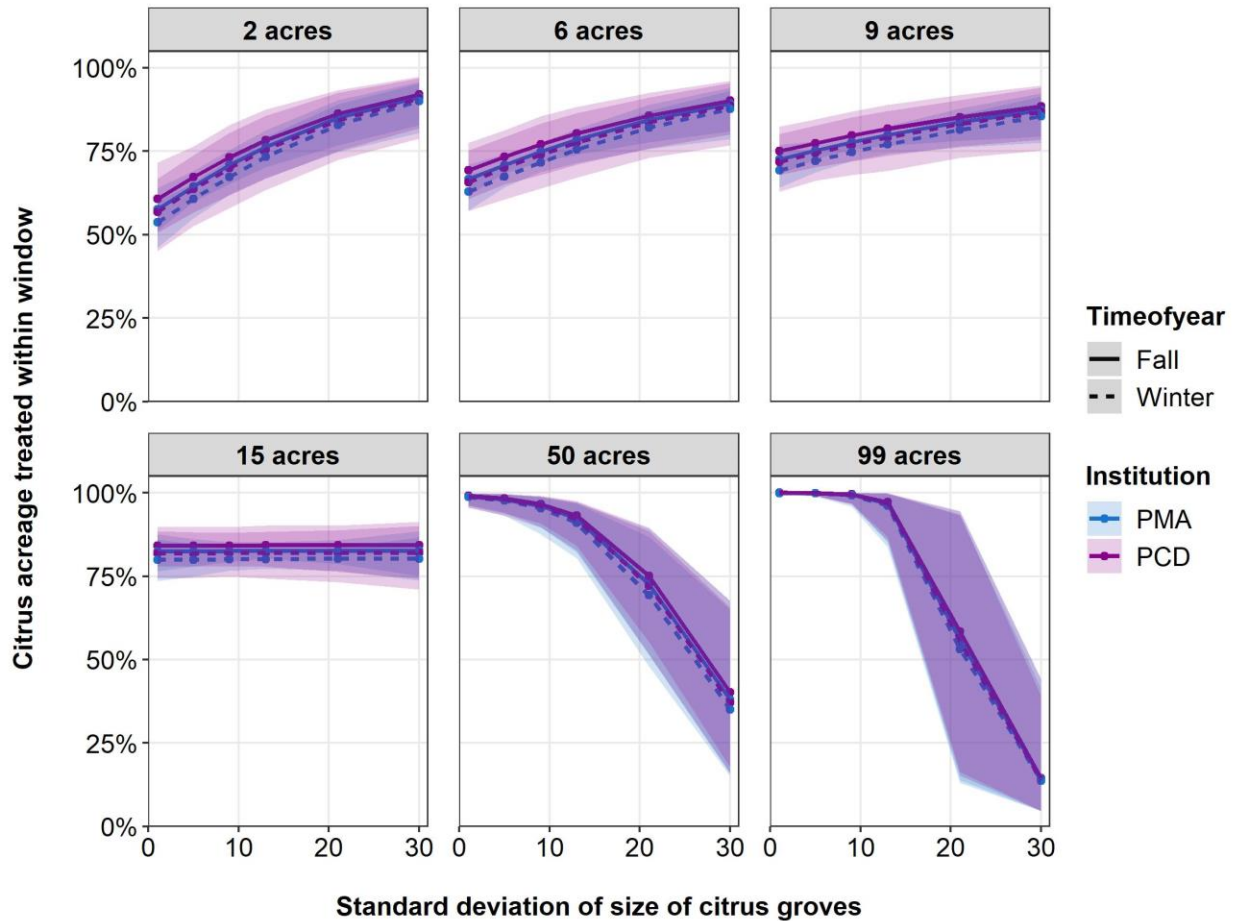 2 acres 6 acres 9 acres
100%
75%
50%
25%
0%
15 acres 50 acres 99 acres
100%
75%
50%
25%
0%
0 10 20 30 0 10 20 30 0 10 20 30
Standard deviation of size of citrus groves
Citrus acreage treated within window
Timeofyear
Fall
Winter
Institution
PMA
PCD